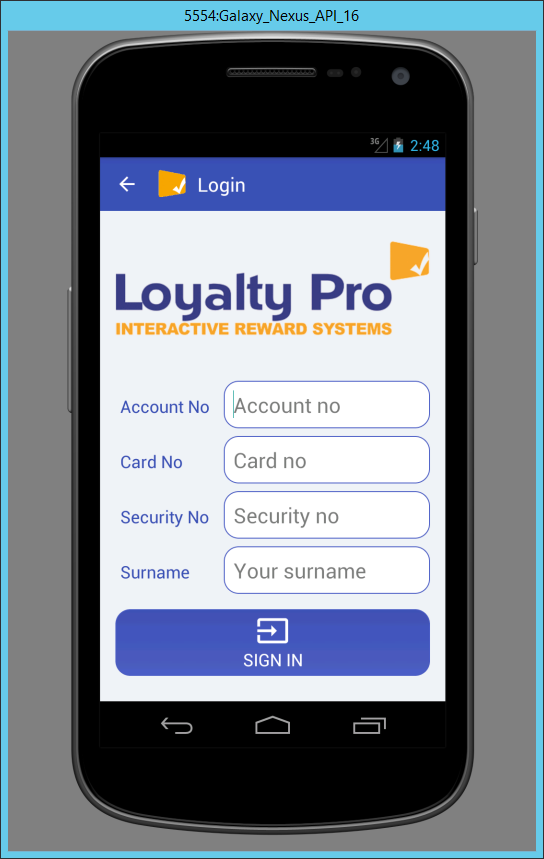 5554:Galaxy_Nexus_API_16
3G 2:48
Login
Loyalty Pro
INTERACTIVE REWARD SYSTEMS
Account No Account no
Card No Card no
Security No Security no
Surname Your surname
SIGN IN